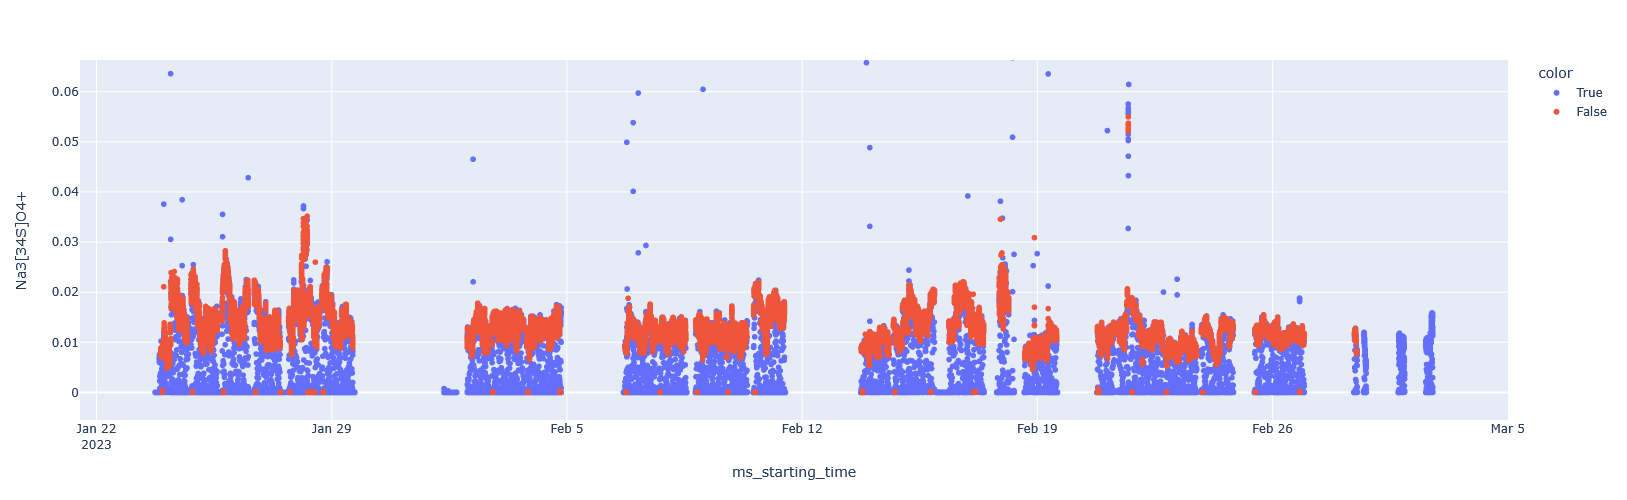 color
True
False
Na3[34S]O4+
0.06
0.05
0.04
0.03
0.02
0.01
0
Jan 22
2023
Jan 29
Feb 5
Feb 12
Feb 19
Feb 26
Mar 5
ms_starting_time